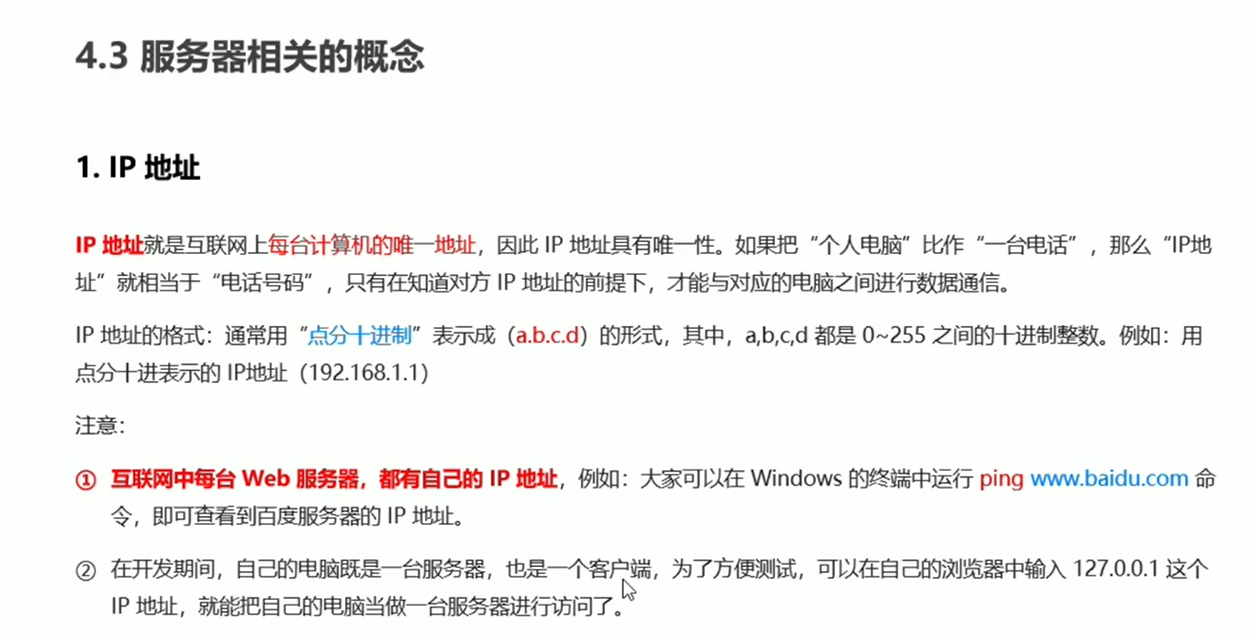 4.3 服务器相关的概念
1. IP 地址
IP 地址就是互联网上每台计算机的唯一地址，因此 IP 地址具有唯一性。如果把“个人电脑”比作“一台电话”，那么“IP地
址”就相当于“电话号码”，只有在知道对方 IP 地址的前提下，才能与对应的电脑之间进行数据通信。
IP 地址的格式：通常用“点分十进制”表示成（a.b.c.d）的形式，其中，a,b,c,d 都是 0~255 之间的十进制整数。例如：用
点分十进表示的 IP地址（192.168.1.1）
注意：
① 互联网中每台 Web 服务器，都有自己的 IP 地址，例如：大家可以在 Windows 的终端中运行 ping www.baidu.com 命
令，即可查看到百度服务器的 IP 地址。
② 在开发期间，自己的电脑既是一台服务器，也是一个客户端，为了方便测试，可以在自己的浏览器中输入 127.0.0.1 这个
IP 地址，就能把自己的电脑当做一台服务器进行访问了。